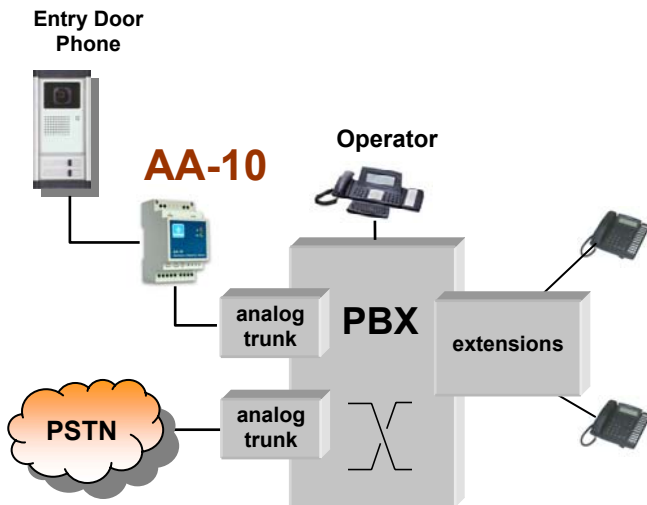 Entry Door
Phone
AA-10
Operator
analog
trunk
PBX
extensions
PSTN
analog
trunk